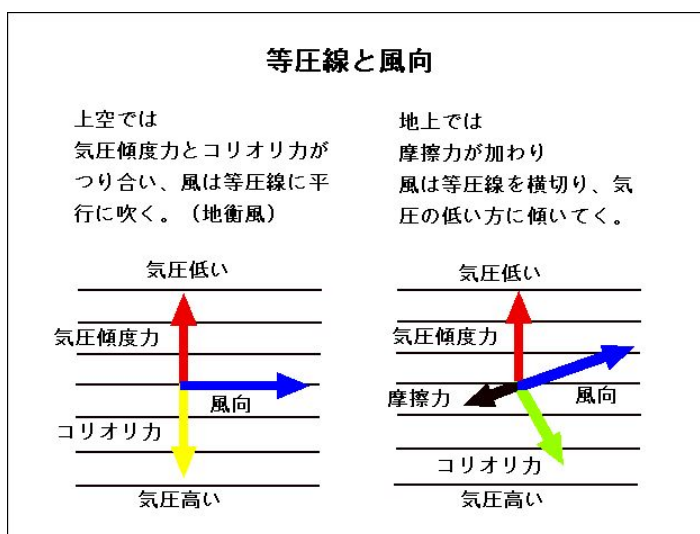 等圧線と風向
上空では
気圧傾度力とコリオリ力が
つり合い、風は等圧線に平
行に吹く。（地衡風）
地上では
摩擦力が加わり
風は等圧線を横切り、気
圧の低い方に傾いてく。
気圧低い
気圧傾度力
風向
コリオリ力
気圧高い
気圧低い
気圧傾度力
摩擦力
風向
コリオリ力
気圧高い